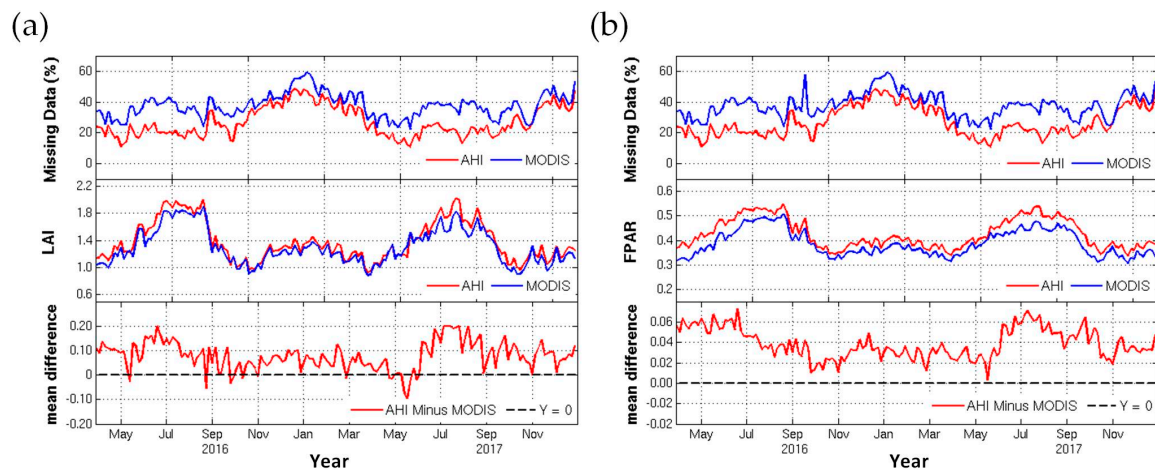 (a)
Missing Data (%)
60
40
20
0
AHI MODIS
LAI
2.2
1.8
1.4
1.0
0.6
AHI MODIS
mean difference
0.20
0.10
0
0.10
0.20
AHI Minus MODIS Y = 0
May Jul Sep Nov Jan Mar May Jul Sep Nov
2016 2017
Year
(b)
Missing Data (%)
60
40
20
0
AHI MODIS
FPAR
0.6
0.5
0.4
0.3
0.2
AHI MODIS
mean difference
0.06
0.04
0.02
0.00
-0.02
-0.02
AHI Minus MODIS Y = 0
May Jul Sep Nov Jan Mar May Jul Sep Nov
2016 2017
Year